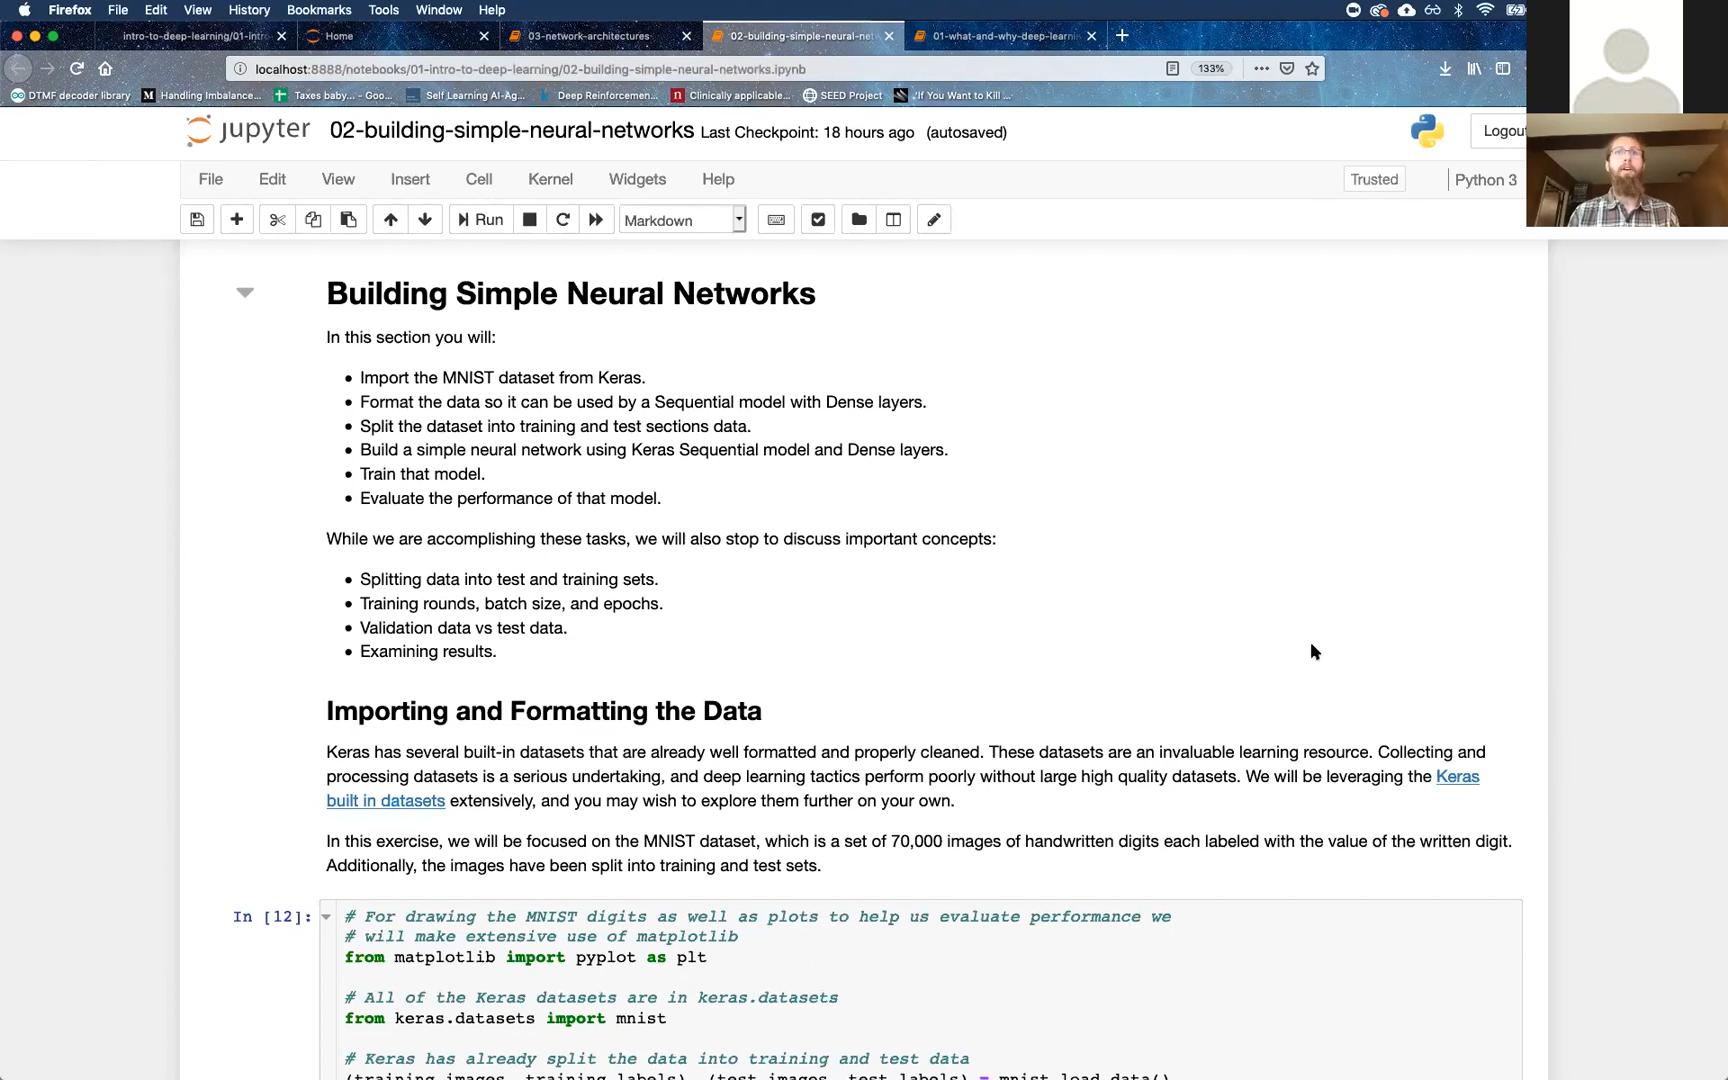 Firefox File Edit View History Bookmarks Tools Window Help
intro-to-deep-learning/01-intro Home 03-network-architectures 02-building-simple-neural-net 01-what-and-why-deep-learnin
localhost:8888/notebooks/01-intro-to-deep-learning/02-building-simple-neural-networks.ipynb 133%
DTMF decoder library Handling Imbalance... Taxes baby... - Goo... Self Learning AI-Ag... Deep Reinforcemen... Clinically applicable... SEED Project 'If You Want to Kill ...
jupyter 02-building-simple-neural-networks Last Checkpoint: 18 hours ago (autosaved) Logout
File Edit View Insert Cell Kernel Widgets Help Trusted Python 3
Run Markdown
Building Simple Neural Networks
In this section you will:
• Import the MNIST dataset from Keras.
• Format the data so it can be used by a Sequential model with Dense layers.
• Split the dataset into training and test sections data.
• Build a simple neural network using Keras Sequential model and Dense layers.
• Train that model.
• Evaluate the performance of that model.
While we are accomplishing these tasks, we will also stop to discuss important concepts:
• Splitting data into test and training sets.
• Training rounds, batch size, and epochs.
• Validation data vs test data.
• Examining results.
Importing and Formatting the Data
Keras has several built-in datasets that are already well formatted and properly cleaned. These datasets are an invaluable learning resource. Collecting and
processing datasets is a serious undertaking, and deep learning tactics perform poorly without large high quality datasets. We will be leveraging the Keras
built in datasets extensively, and you may wish to explore them further on your own.
In this exercise, we will be focused on the MNIST dataset, which is a set of 70,000 images of handwritten digits each labeled with the value of the written digit.
Additionally, the images have been split into training and test sets.
In [12]: # For drawing the MNIST digits as well as plots to help us evaluate performance we
# will make extensive use of matplotlib
from matplotlib import pyplot as plt
# All of the Keras datasets are in keras.datasets
from keras.datasets import mnist
# Keras has already split the data into training and test data
(training_images, training_labels), (test_images, test_labels) = mnist.load_data()